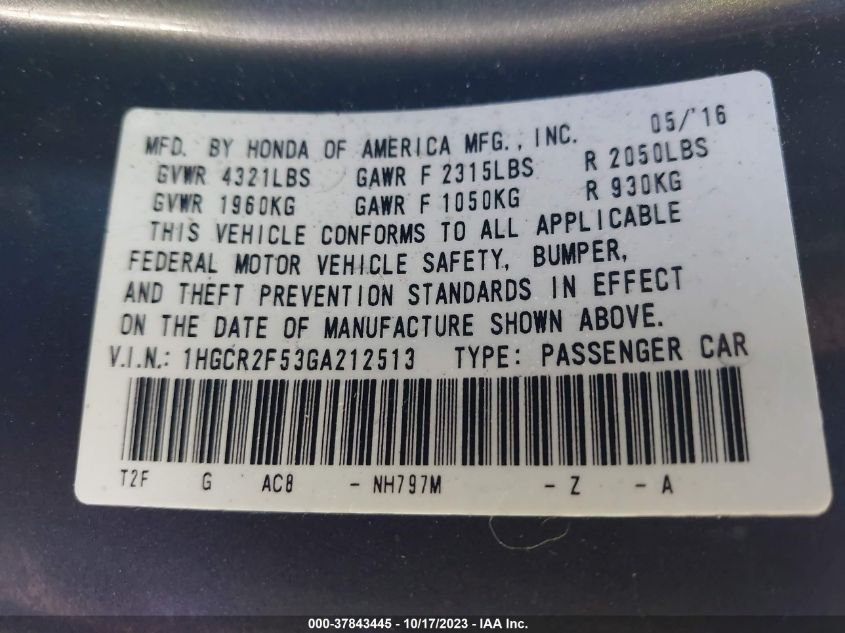 MFD. BY HONDA OF AMERICA MFG., INC. 05/'16
GVWR 4321LBS GAWR F 2315LBS R 2050LBS
GVWR 1960KG GAWR F 1050KG R 930KG
THIS VEHICLE CONFORMS TO ALL APPLICABLE
FEDERAL MOTOR VEHICLE SAFETY, BUMPER,
AND THEFT PREVENTION STANDARDS IN EFFECT
ON THE DATE OF MANUFACTURE SHOWN ABOVE.
V.I.N.: 1HGCR2F53GA212513 TYPE: PASSENGER CAR
T2F G AC8 - NH797M - Z - A
000-37843445 - 10/17/2023 - IAA Inc.